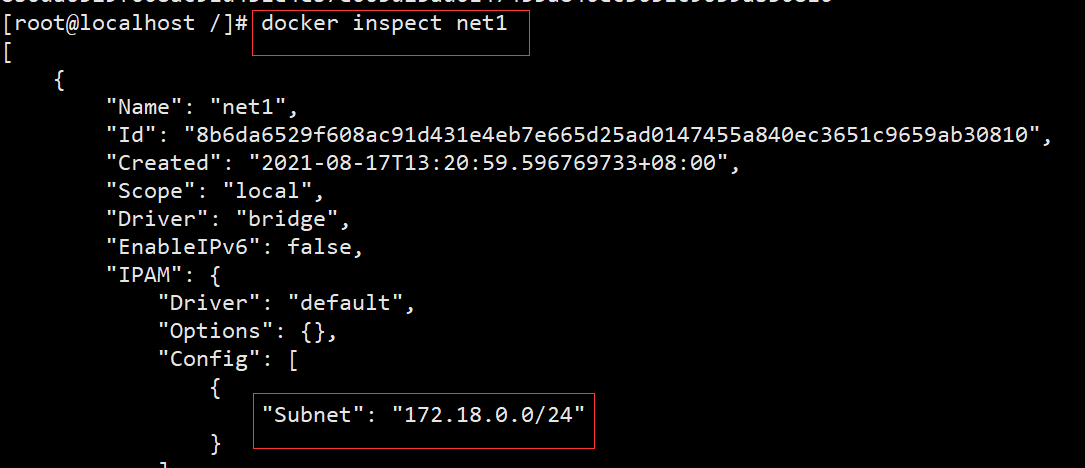 [root@localhost /]# docker inspect net1
[
    {
        "Name": "net1",
        "Id": "8b6da6529f608ac91d431e4eb7e665d25ad0147455a840ec3651c9659ab30810",
        "Created": "2021-08-17T13:20:59.596769733+08:00",
        "Scope": "local",
        "Driver": "bridge",
        "EnableIPv6": false,
        "IPAM": {
            "Driver": "default",
            "Options": {},
            "Config": [
                {
                    "Subnet": "172.18.0.0/24"
                }